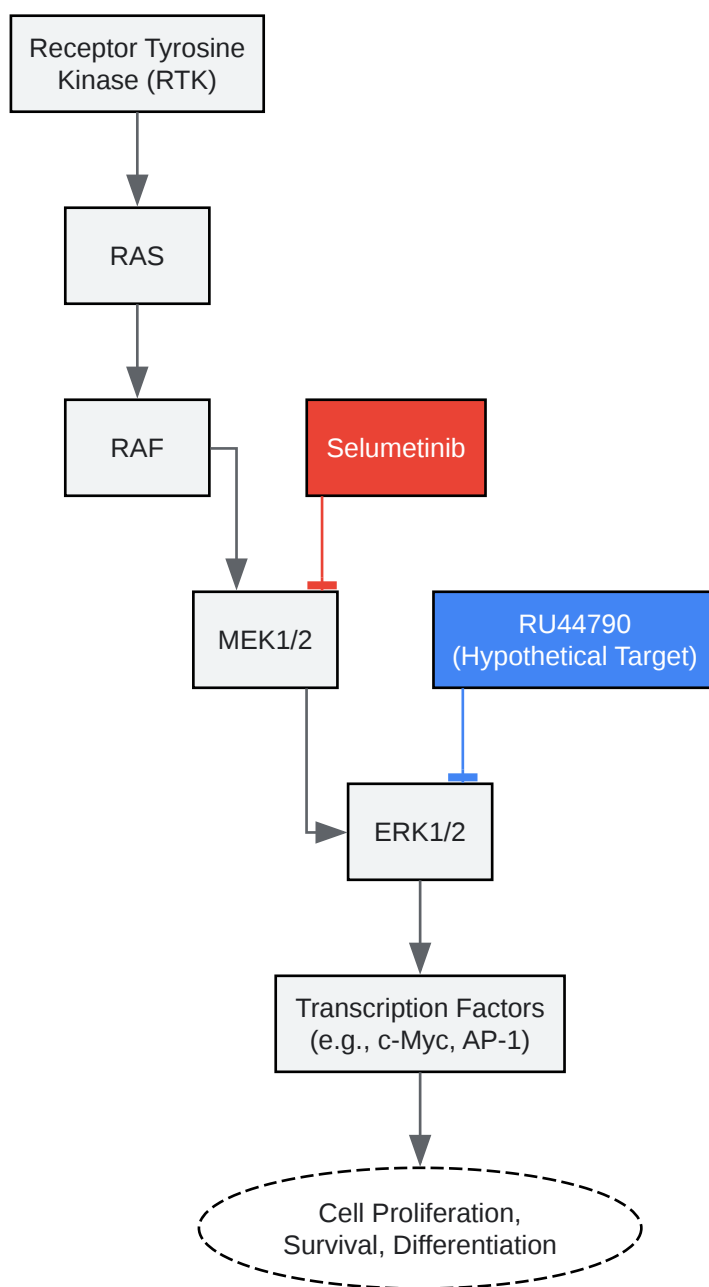 Receptor Tyrosine
Kinase (RTK)
RAS
RAF
Selumetinib
MEK1/2
RU44790
(Hypothetical Target)
ERK1/2
Transcription Factors
(e.g., c-Myc, AP-1)
Cell Proliferation,
Survival, Differentiation